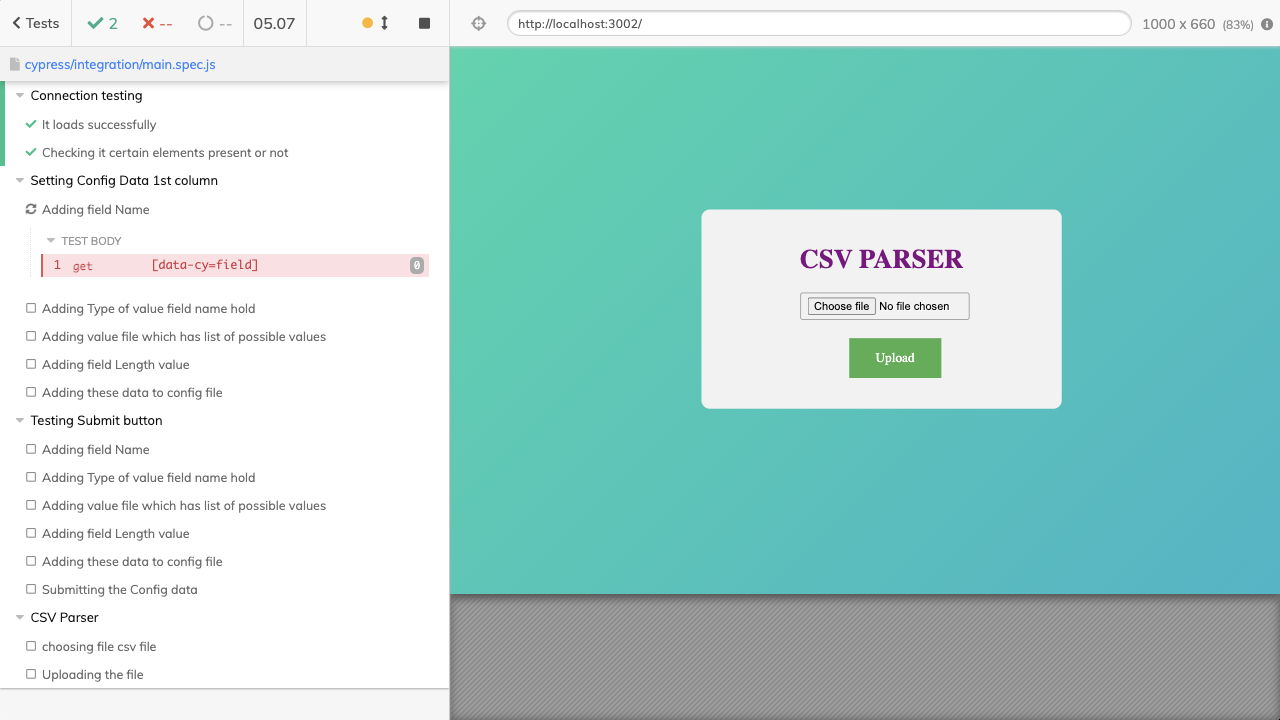 Tests 2 -- -- 05.07
http://localhost:3002/ 1000 x 660 (83%)
cypress/integration/main.spec.js
Connection testing
It loads successfully
Checking it certain elements present or not
Setting Config Data 1st column
Adding field Name
TEST BODY
1 get [data-cy=field] 0
Adding Type of value field name hold
Adding value file which has list of possible values
Adding field Length value
Adding these data to config file
Testing Submit button
Adding field Name
Adding Type of value field name hold
Adding value file which has list of possible values
Adding field Length value
Adding these data to config file
Submitting the Config data
CSV Parser
choosing file csv file
Uploading the file
CSV PARSER
Choose file No file chosen
Upload